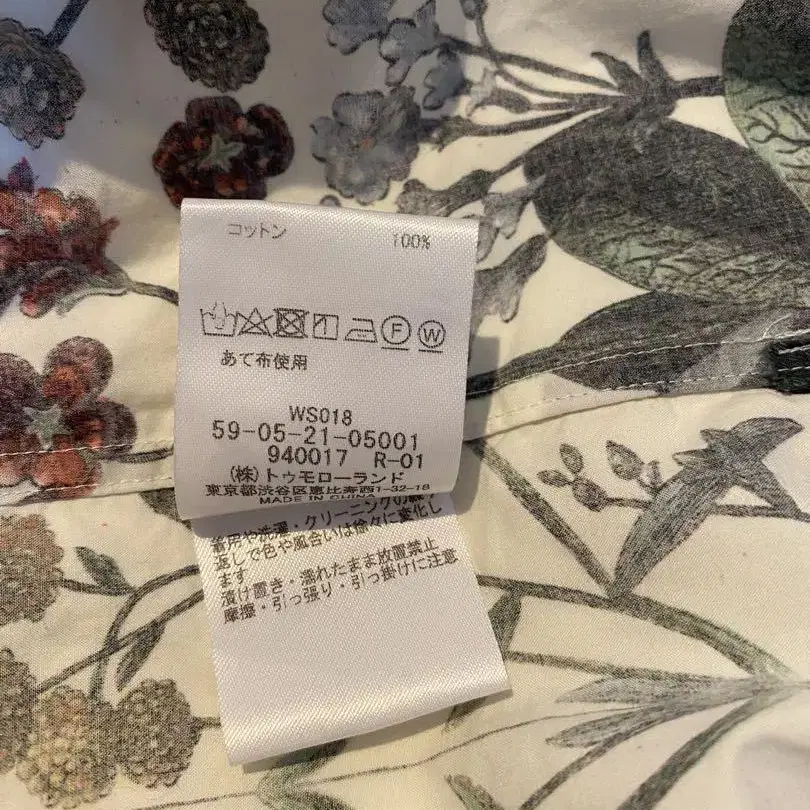 コットン 100%
F W
あて布使用
WS018
59-05-21-05001
940017 R-01
(株)トゥモローランド
東京都渋谷区恵比寿西1-32-18
MADE IN CHINA
着用や洗濯・クリーニングの繰り
返しで色や風合いは徐々に変化し
ます。
漬け置き・濡れたまま放置禁止
摩擦・引っ張り・引っ掛けに注意